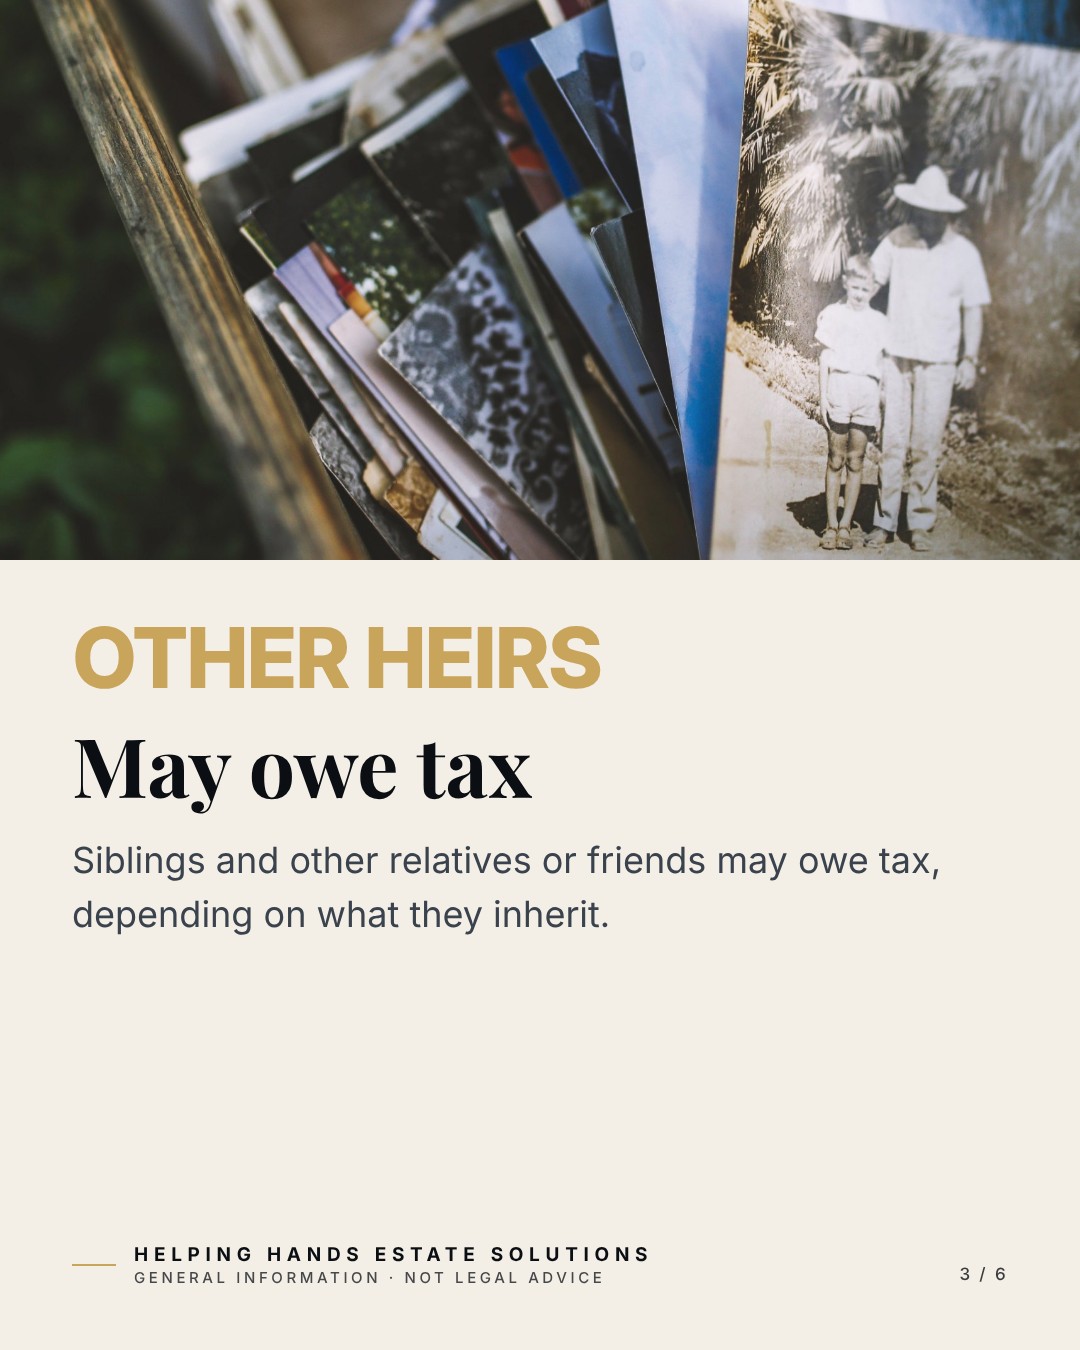 OTHER HEIRS
May owe tax
Siblings and other relatives or friends may owe tax,
depending on what they inherit.
HELPING HANDS ESTATE SOLUTIONS
GENERAL INFORMATION · NOT LEGAL ADVICE
3 / 6